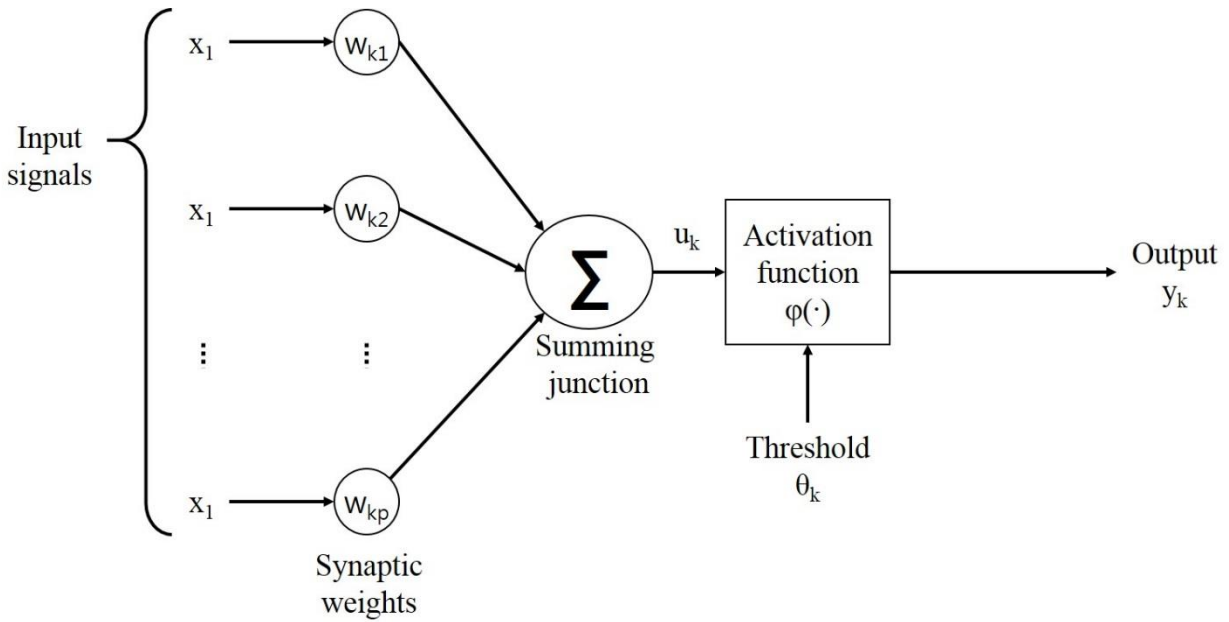 x₁
w_k1
Input
signals
x₁
w_k2
u_k
Activation
function
φ(·)
Output
y_k
Σ
Summing
junction
⋮
⋮
Threshold
θ_k
x₁
w_kp
Synaptic
weights